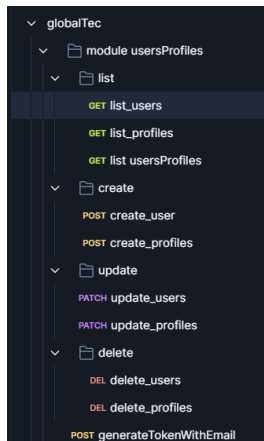 globalTec
module usersProfiles
list
GET list_users
GET list_profiles
GET list usersProfiles
create
POST create_user
POST create_profiles
update
PATCH update_users
PATCH update_profiles
delete
DEL delete_users
DEL delete_profiles
POST generateTokenWithEmail